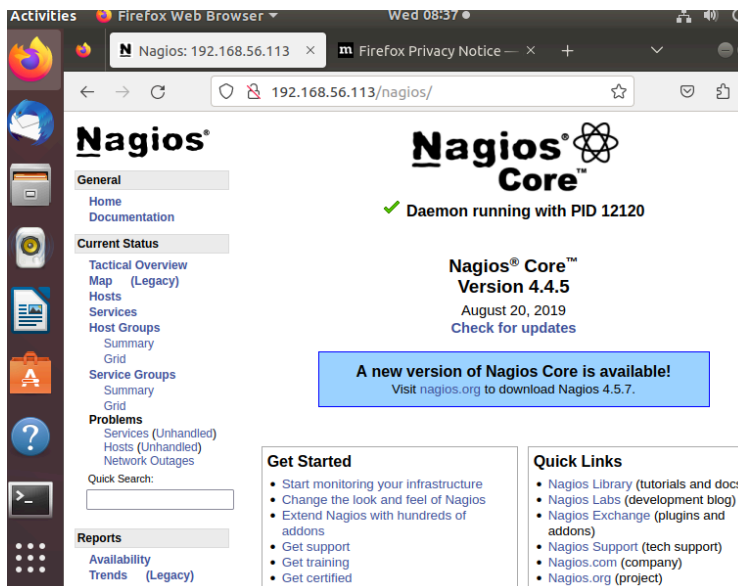 Activities
Firefox Web Browser
Wed 08:37
N Nagios: 192.168.56.113
m Firefox Privacy Notice —
192.168.56.113/nagios/
Nagios®
General
Home
Documentation
Current Status
Tactical Overview
Map (Legacy)
Hosts
Services
Host Groups
Summary
Grid
Service Groups
Summary
Grid
Problems
Services (Unhandled)
Hosts (Unhandled)
Network Outages
Quick Search:
Reports
Availability
Trends (Legacy)
Nagios®
Core™
Daemon running with PID 12120
Nagios® Core™
Version 4.4.5
August 20, 2019
Check for updates
A new version of Nagios Core is available!
Visit nagios.org to download Nagios 4.5.7.
Get Started
• Start monitoring your infrastructure
• Change the look and feel of Nagios
• Extend Nagios with hundreds of
addons
• Get support
• Get training
• Get certified
Quick Links
• Nagios Library (tutorials and docs
• Nagios Labs (development blog)
• Nagios Exchange (plugins and
addons)
• Nagios Support (tech support)
• Nagios.com (company)
• Nagios.org (project)